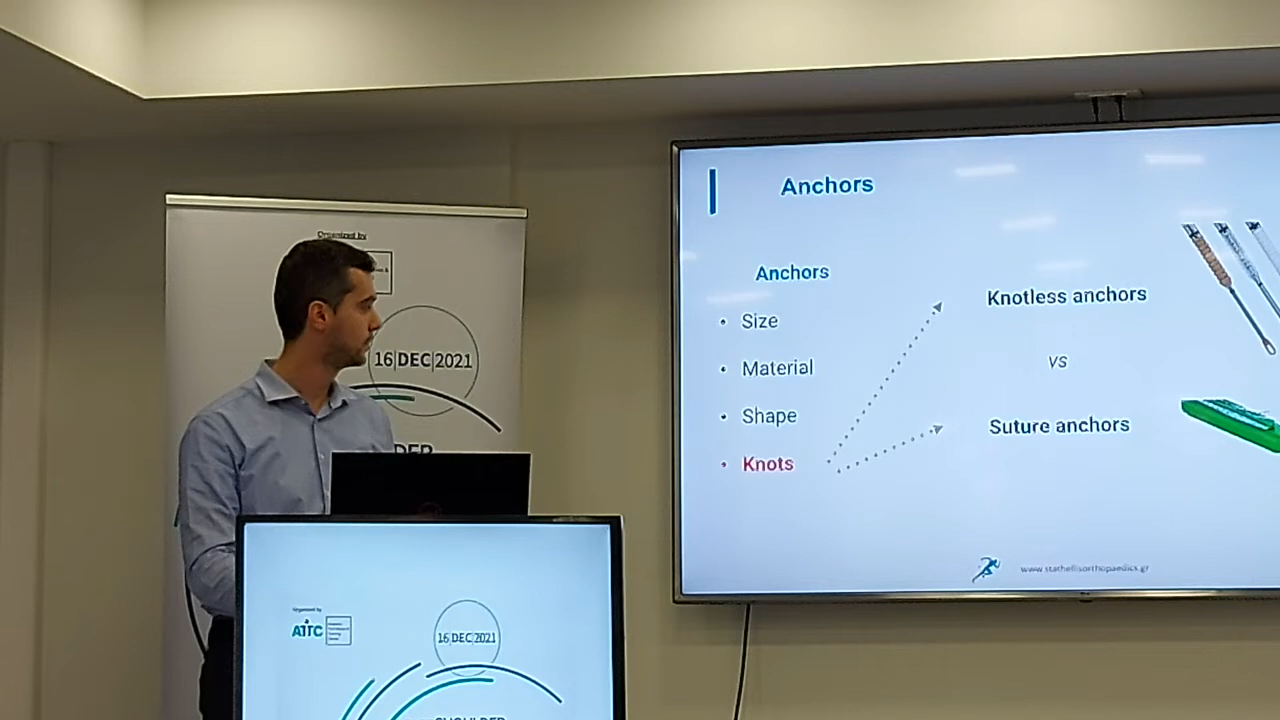 Organized by
16|DEC|2021
Anchors
Anchors
• Size
• Material
• Shape
• Knots
Knotless anchors
VS
Suture anchors
www.stathellisorthopaedics.gr
Organized by
AITC
16|DEC|2021
SHOULDER